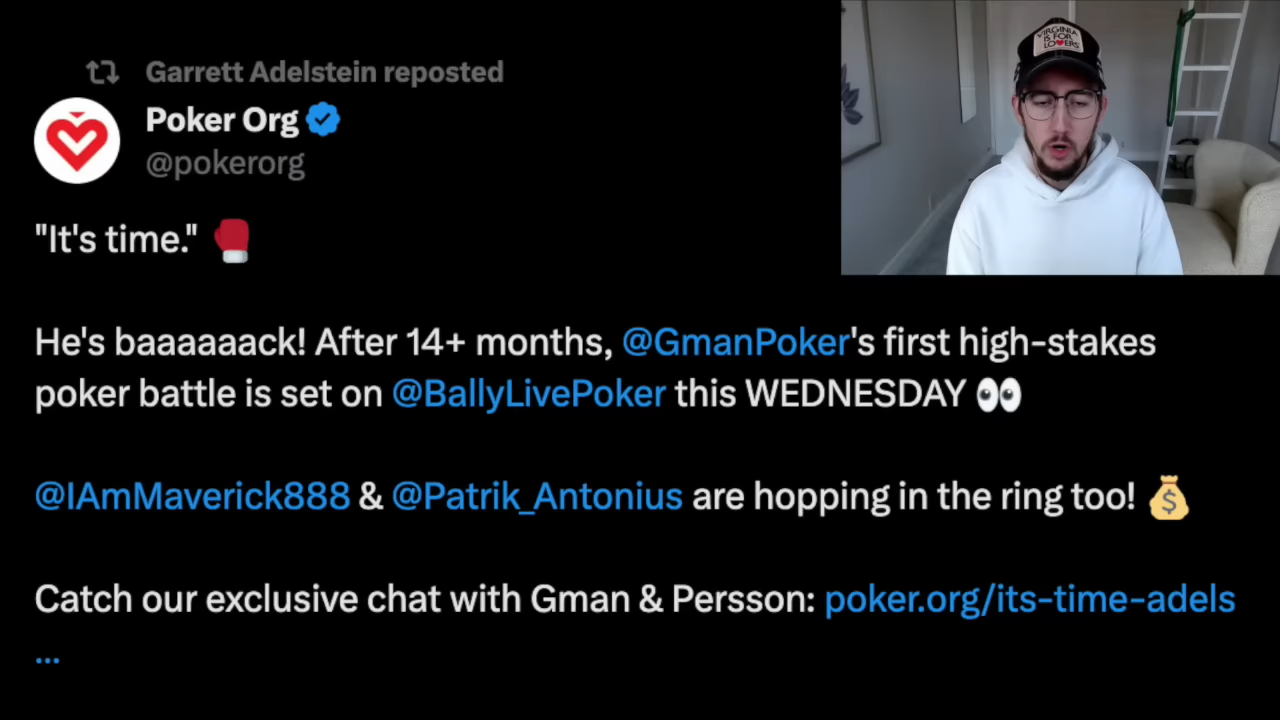 Garrett Adelstein reposted
Poker Org
@pokerorg
"It's time." 🥊
He's baaaaaack! After 14+ months, @GmanPoker's first high-stakes
poker battle is set on @BallyLivePoker this WEDNESDAY 👀
@IAmMaverick888 & @Patrik_Antonius are hopping in the ring too! 💰
Catch our exclusive chat with Gman & Persson: poker.org/its-time-adels
...
VIRGINIA
IS FOR
LOVERS